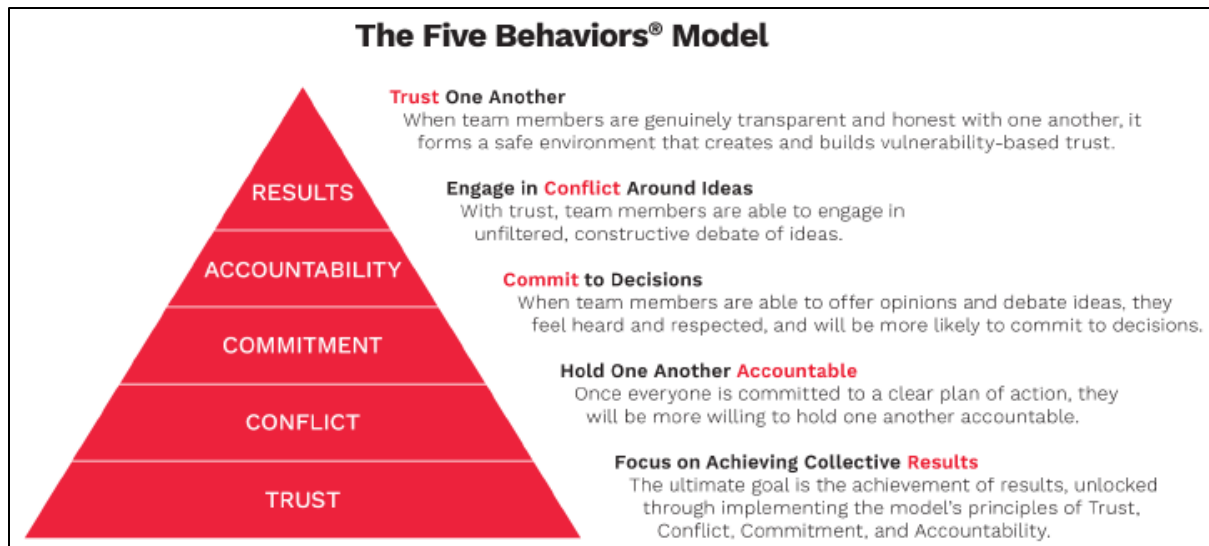 The Five Behaviors® Model
Trust One Another
When team members are genuinely transparent and honest with one another, it
forms a safe environment that creates and builds vulnerability-based trust.
RESULTS
Engage in Conflict Around Ideas
With trust, team members are able to engage in
unfiltered, constructive debate of ideas.
ACCOUNTABILITY
Commit to Decisions
When team members are able to offer opinions and debate ideas, they
feel heard and respected, and will be more likely to commit to decisions.
COMMITMENT
Hold One Another Accountable
Once everyone is committed to a clear plan of action, they
will be more willing to hold one another accountable.
CONFLICT
Focus on Achieving Collective Results
The ultimate goal is the achievement of results, unlocked
through implementing the model's principles of Trust,
Conflict, Commitment, and Accountability.
TRUST